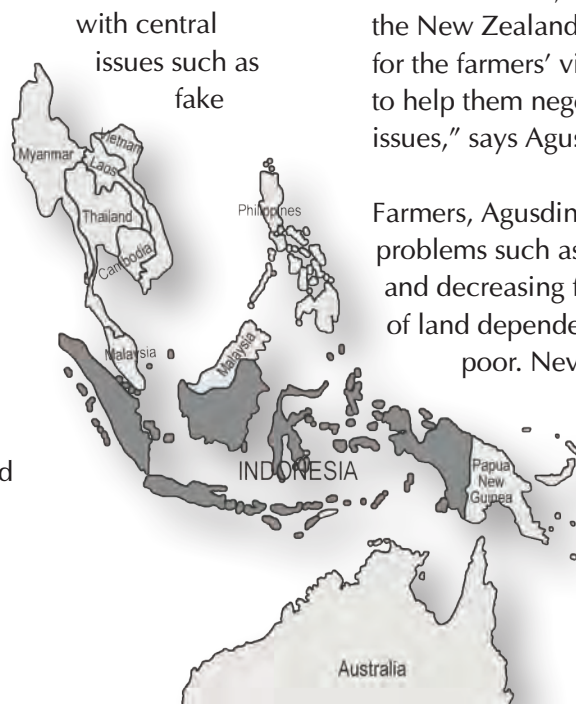 with central
issues such as
fake
d
the New Zealand
for the farmers' vi
to help them nego
issues," says Agus
Farmers, Agusdin
problems such as
and decreasing f
of land depende
poor. Nev
Myanmar
Vietnam
Laos
Thailand
Cambodia
Philippines
Malaysia
Malaysia
INDONESIA
Papua
New
Guinea
Australia